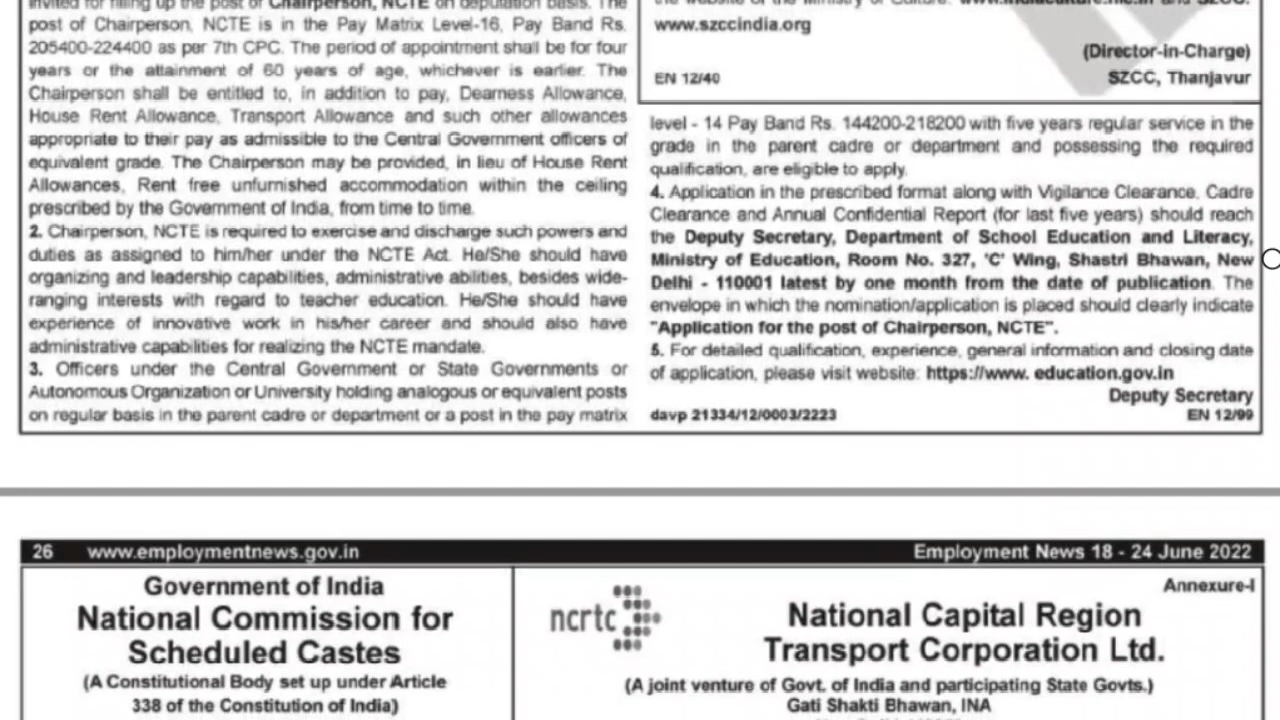 invited for filling up the post of Chairperson, NCTE on deputation basis. The
post of Chairperson, NCTE is in the Pay Matrix Level-16, Pay Band Rs.
205400-224400 as per 7th CPC. The period of appointment shall be for four
years or the attainment of 60 years of age, whichever is earlier. The
Chairperson shall be entitled to, in addition to pay, Dearness Allowance,
House Rent Allowance, Transport Allowance and such other allowances
appropriate to their pay as admissible to the Central Government officers of
equivalent grade. The Chairperson may be provided, in lieu of House Rent
Allowances, Rent free unfurnished accommodation within the ceiling
prescribed by the Government of India, from time to time.
2. Chairperson, NCTE is required to exercise and discharge such powers and
duties as assigned to him/her under the NCTE Act. He/She should have
organizing and leadership capabilities, administrative abilities, besides wide-
ranging interests with regard to teacher education. He/She should have
experience of innovative work in his/her career and should also have
administrative capabilities for realizing the NCTE mandate.
3. Officers under the Central Government or State Governments or
Autonomous Organization or University holding analogous or equivalent posts
on regular basis in the parent cadre or department or a post in the pay matrix
the website of the Ministry of Culture: www.indiaculture.nic.in and SZCC:
www.szccindia.org
(Director-in-Charge)
EN 12/40 SZCC, Thanjavur
level - 14 Pay Band Rs. 144200-218200 with five years regular service in the
grade in the parent cadre or department and possessing the required
qualification, are eligible to apply.
4. Application in the prescribed format along with Vigilance Clearance, Cadre
Clearance and Annual Confidential Report (for last five years) should reach
the Deputy Secretary, Department of School Education and Literacy,
Ministry of Education, Room No. 327, 'C' Wing, Shastri Bhawan, New
Delhi - 110001 latest by one month from the date of publication. The
envelope in which the nomination/application is placed should clearly indicate
"Application for the post of Chairperson, NCTE".
5. For detailed qualification, experience, general information and closing date
of application, please visit website: https://www. education.gov.in
Deputy Secretary
davp 21334/12/0003/2223 EN 12/99
26 www.employmentnews.gov.in Employment News 18 - 24 June 2022
Government of India
National Commission for
Scheduled Castes
(A Constitutional Body set up under Article
338 of the Constitution of India)
Annexure-I
ncrtc
National Capital Region
Transport Corporation Ltd.
(A joint venture of Govt. of India and participating State Govts.)
Gati Shakti Bhawan, INA